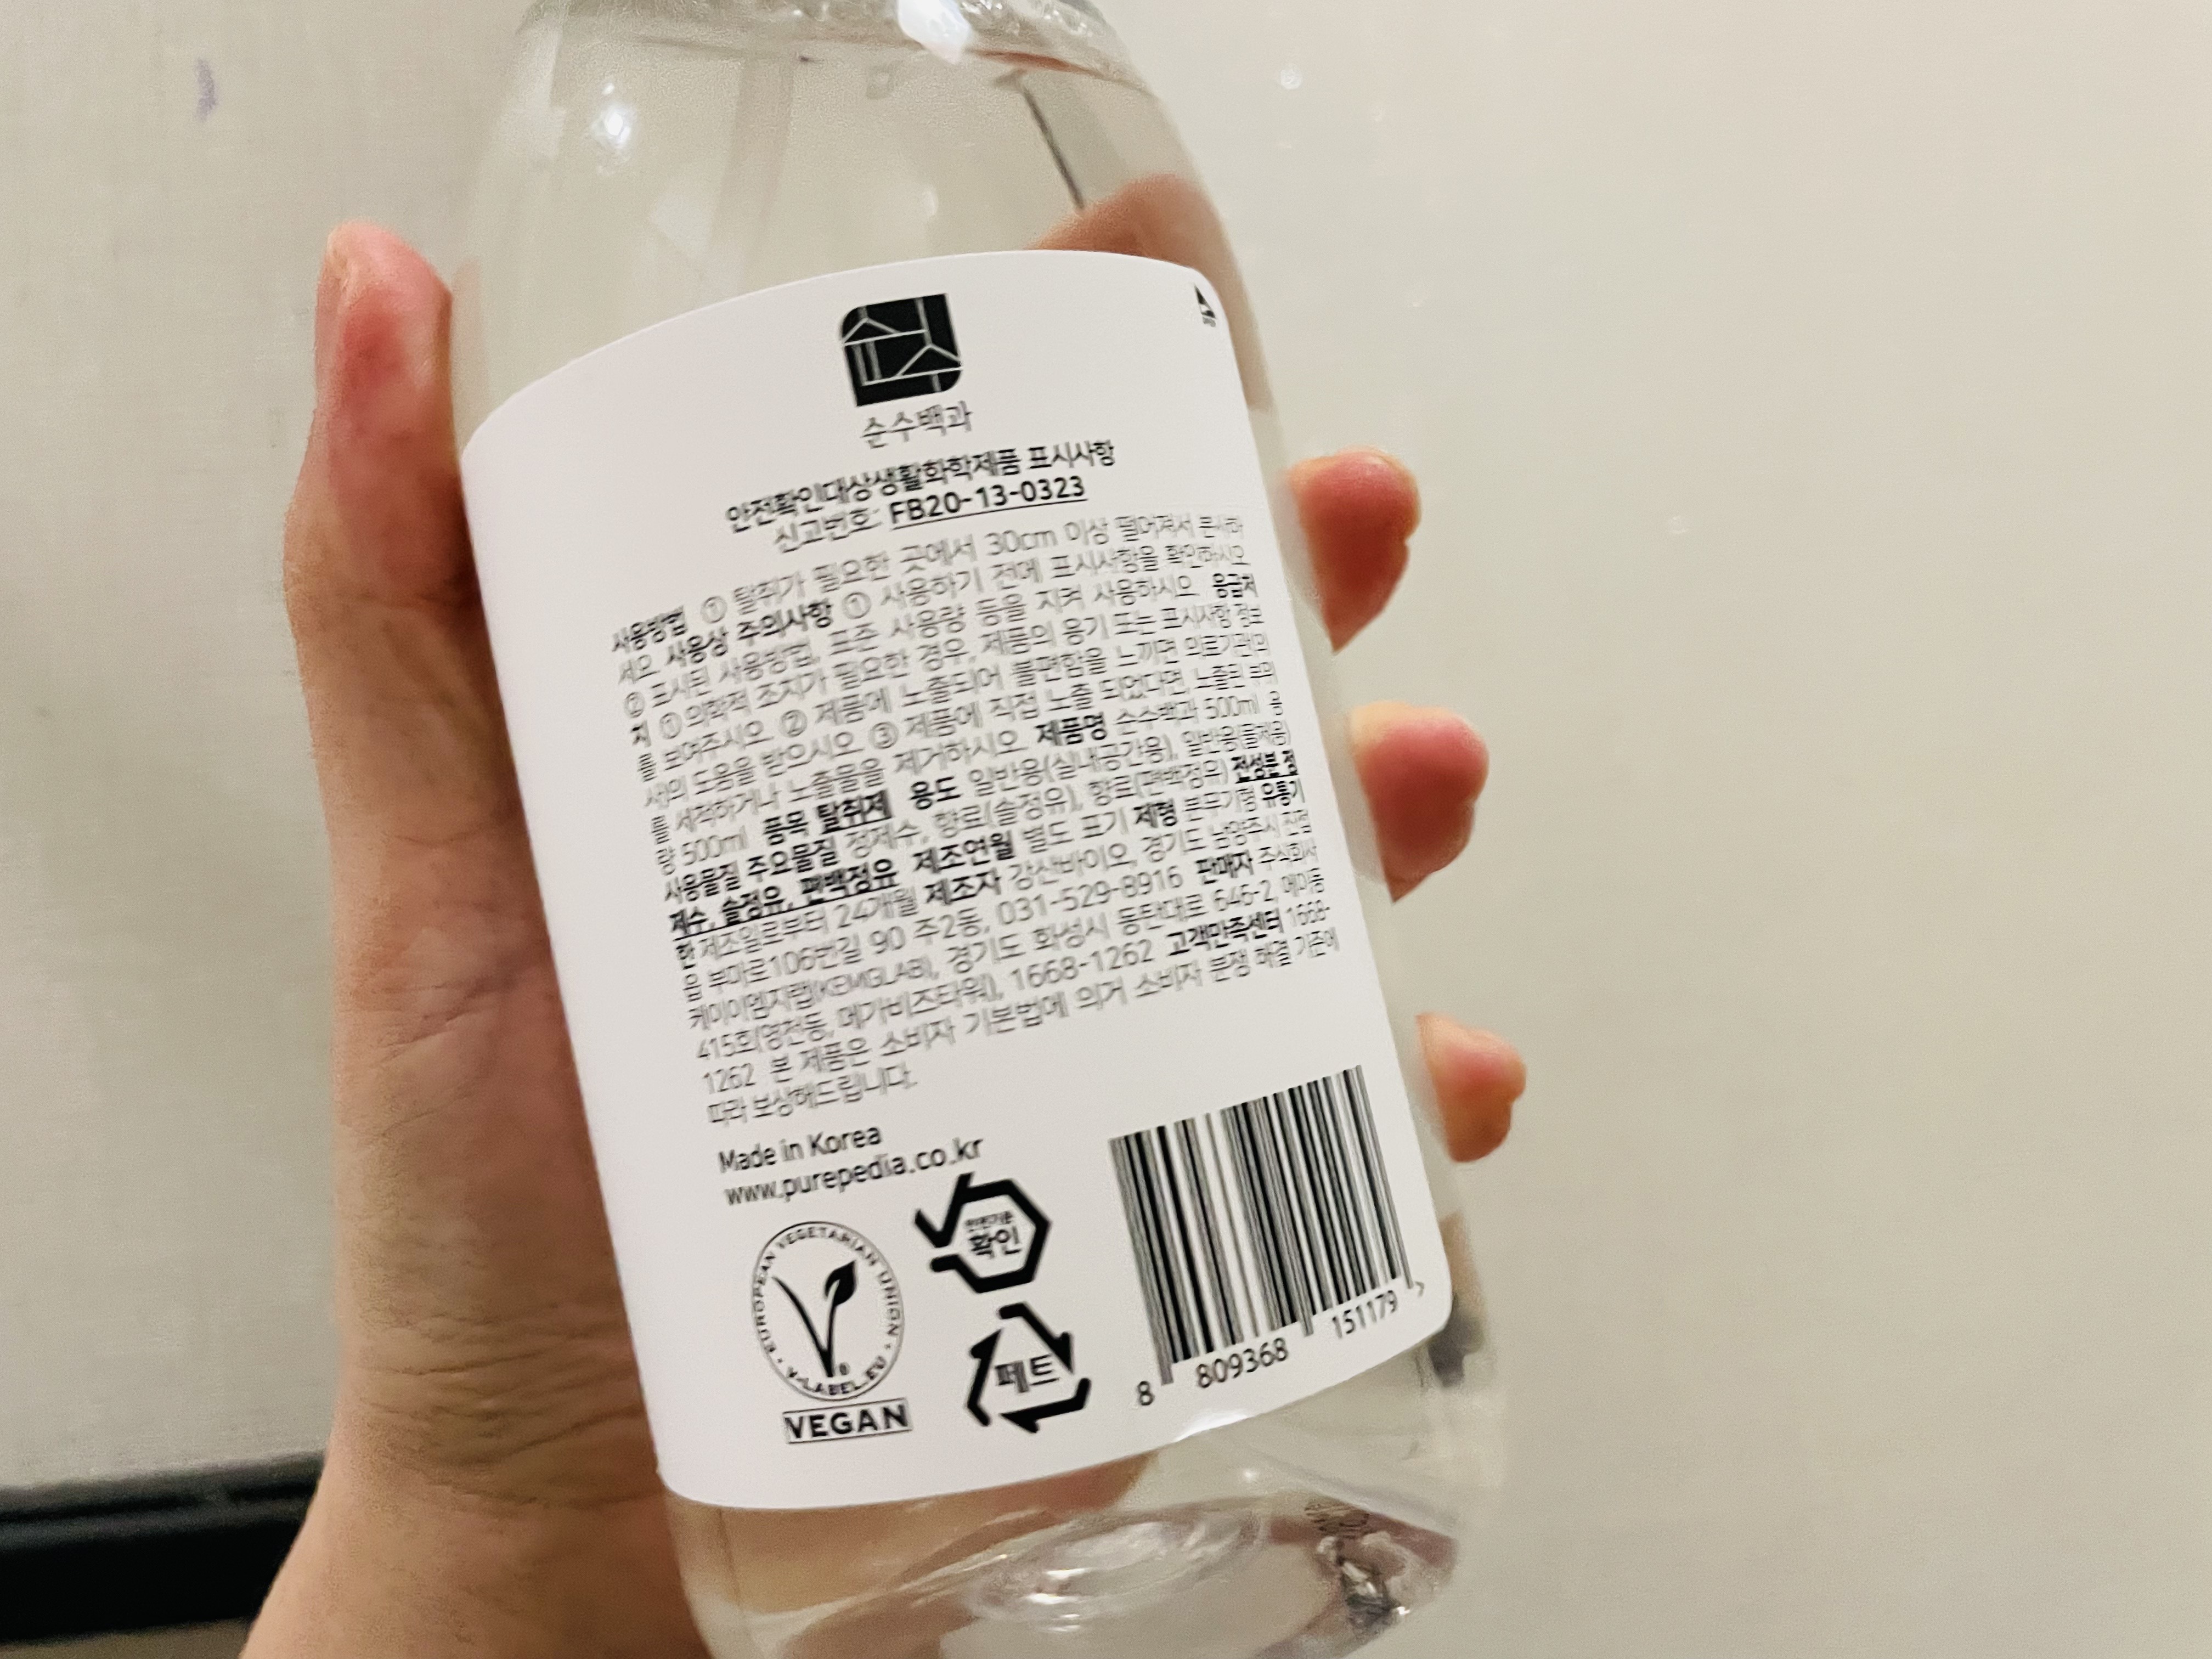 순수백과
안전확인대상생활화학제품 표시사항
신고번호: FB20-13-0323
사용방법 ① 탈취가 필요한 곳에서 30cm 이상 떨어져서 분사하
세요. 사용상 주의사항 ① 사용하기 전에 표시사항을 확인하시오.
② 표시된 사용방법, 표준 사용량 등을 지켜 사용하시오. 응급처
치 ① 의학적 조치가 필요한 경우, 제품의 용기 또는 표시사항 정보
를 보여주시오. ② 제품에 노출되어 불편함을 느끼면 의료기관의
의 도움을 받으시오. ③ 제품에 직접 노출 되었다면, 노출된 부위
를 세척하거나 노출물을 제거하시오. 제품명 순수백과 500ml 용
량 500ml 품목 탈취제 용도 일반용(실내공간용), 일반용(물체용)
사용물질 주요물질 정제수, 향료(솔정유), 향료(편백정유) 전성분 정
제수, 솔정유, 편백정유 제조연월 별도 표기 제형 분무기형 유통기
한 제조일로부터 24개월 제조자 강산바이오, 경기도 남양주시 진접
읍 부마로106번길 90 주2동, 031-529-8916 판매자 주식회사
케이이엠지랩(KEMGLAB), 경기도 화성시 동탄대로 646-2,
415호(영천동, 메가비즈타워), 1668-1262 고객만족센터 1668-
1262 본 제품은 소비자 기본법에 의거 소비자 분쟁 해결 기준에
따라 보상해드립니다.
Made in Korea
www.purepedia.co.kr
안전기준
확인
EUROPEAN VEGETARIAN UNION
V-LABEL.EU
VEGAN
페트
8 809368 151179 >